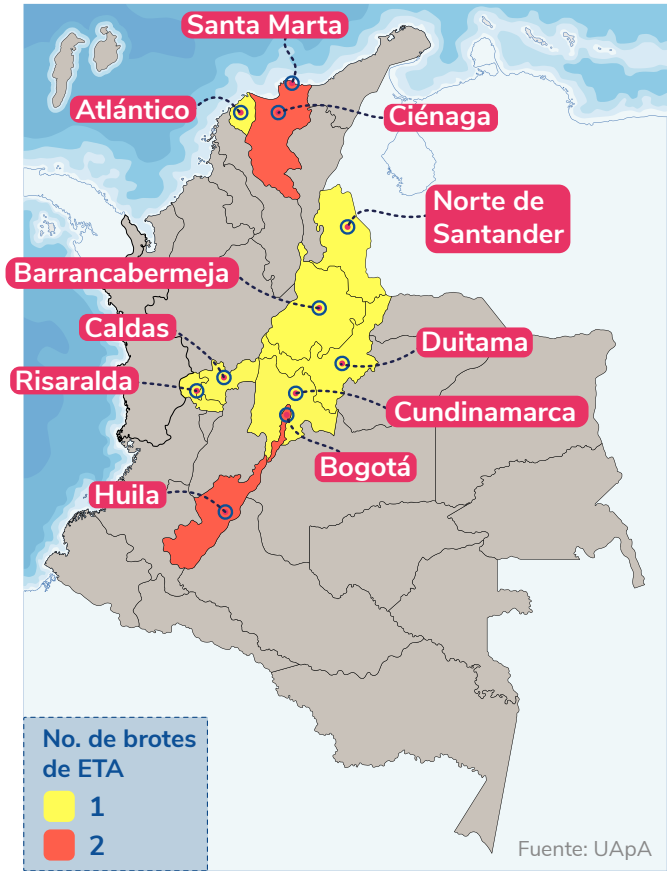 Santa Marta
Atlántico
Ciénaga
Norte de
Santander
Barrancabermeja
Caldas
Duitama
Risaralda
Cundinamarca
Bogotá
Huila
No. de brotes
de ETA
1
2
Fuente: UApA